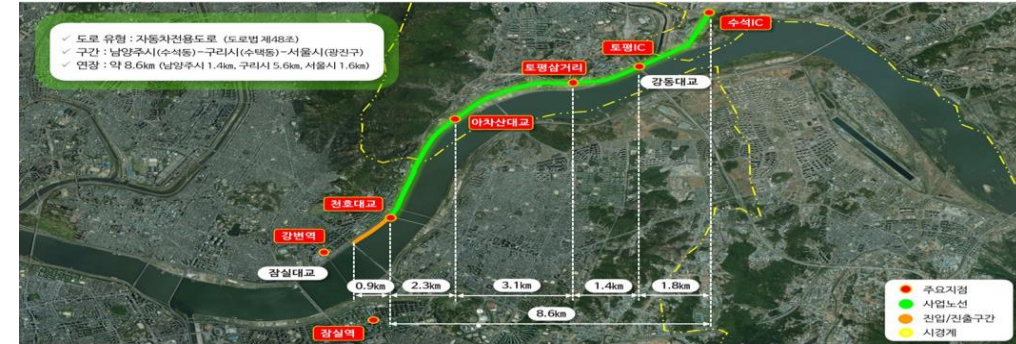 ✓ 도로 유형 : 자동차전용도로 (도로법 제48조)
✓ 구간 : 남양주시(수석동)-구리시(수택동)-서울시(광진구)
✓ 연장 : 약 8.6km (남양주시 1.4km, 구리시 5.6km, 서울시 1.6km)
수석IC
토평IC
토평삼거리
강동대교
아차산대교
천호대교
강변역
잠실대교
0.9km
2.3km
3.1km
1.4km
1.8km
8.6km
잠실역
주요지점
사업노선
진입/진출구간
시경계